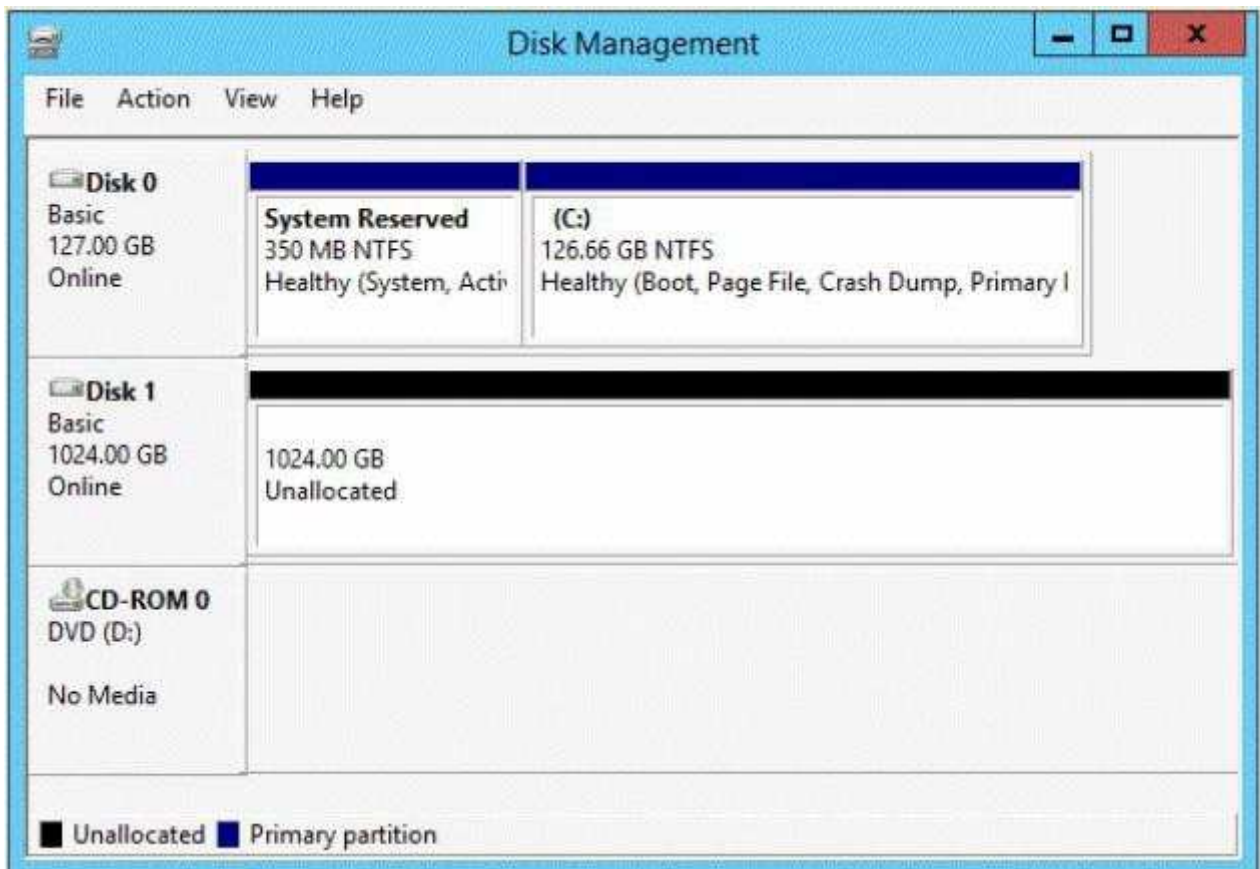 Disk Management
File Action View Help
Disk 0
Basic
127.00 GB
Online
System Reserved
350 MB NTFS
Healthy (System, Activ
(C:)
126.66 GB NTFS
Healthy (Boot, Page File, Crash Dump, Primary I
Disk 1
Basic
1024.00 GB
Online
1024.00 GB
Unallocated
CD-ROM 0
DVD (D:)
No Media
Unallocated Primary partition